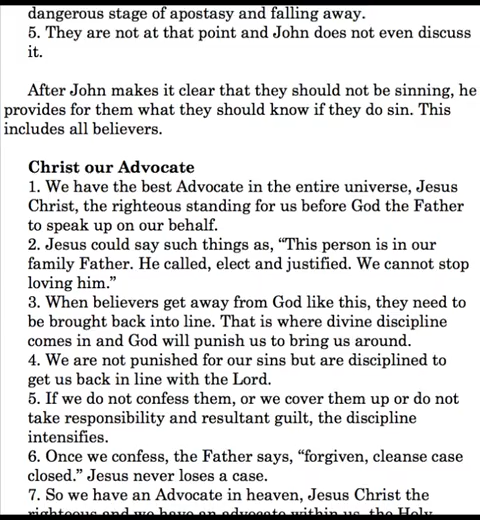 dangerous stage of apostasy and falling away.
5. They are not at that point and John does not even discuss
it.
After John makes it clear that they should not be sinning, he
provides for them what they should know if they do sin. This
includes all believers.
Christ our Advocate
1. We have the best Advocate in the entire universe, Jesus
Christ, the righteous standing for us before God the Father
to speak up on our behalf.
2. Jesus could say such things as, “This person is in our
family Father. He called, elect and justified. We cannot stop
loving him.”
3. When believers get away from God like this, they need to
be brought back into line. That is where divine discipline
comes in and God will punish us to bring us around.
4. We are not punished for our sins but are disciplined to
get us back in line with the Lord.
5. If we do not confess them, or we cover them up or do not
take responsibility and resultant guilt, the discipline
intensifies.
6. Once we confess, the Father says, “forgiven, cleanse case
closed.” Jesus never loses a case.
7. So we have an Advocate in heaven, Jesus Christ the
righteous and we have an advocate within us, the Holy